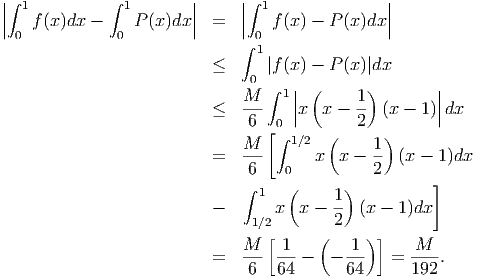 |∫₀¹ f(x)dx − ∫₀¹ P(x)dx| = |∫₀¹ f(x) − P(x)dx|
≤ ∫₀¹ |f(x) − P(x)|dx
≤ M/6 ∫₀¹ |x (x − 1/2) (x − 1)| dx
= M/6 [∫₀^{1/2} x (x − 1/2) (x − 1)dx
− ∫_{1/2}^1 x (x − 1/2) (x − 1)dx]
= M/6 [1/64 − (−1/64)] = M/192.